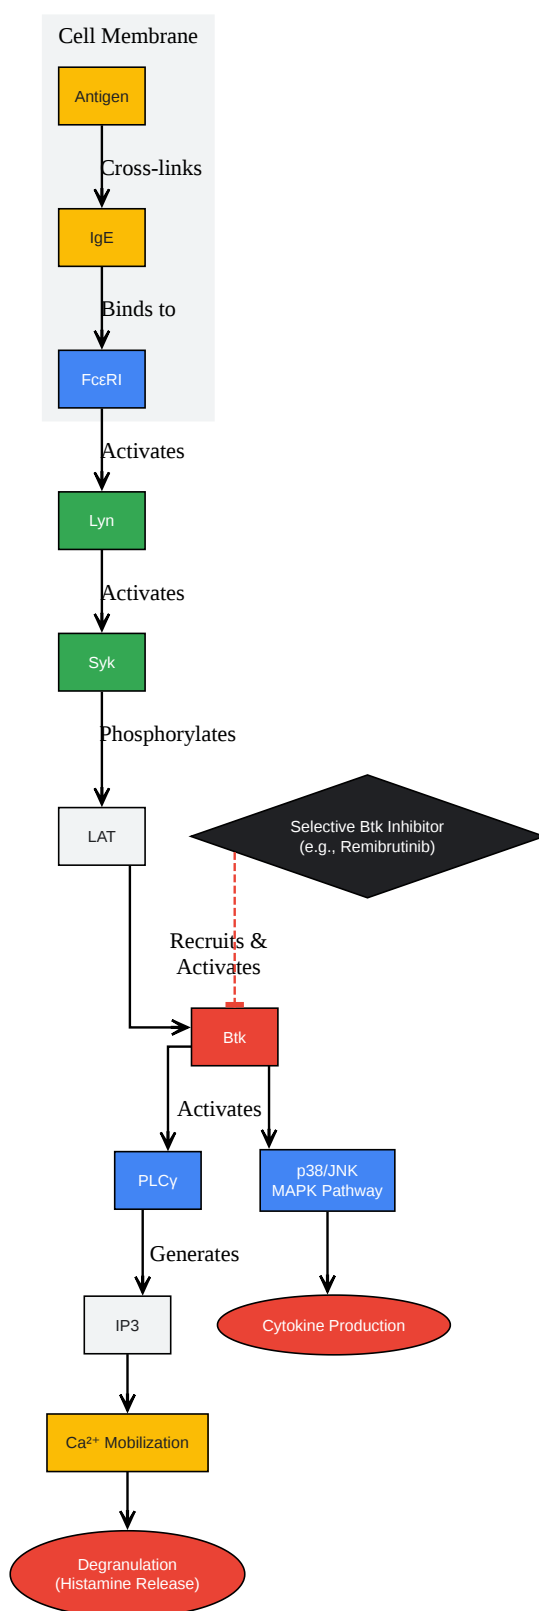 Cell Membrane
Antigen
Cross-links
IgE
Binds to
FcεRI
Activates
Lyn
Activates
Syk
Phosphorylates
LAT
Selective Btk Inhibitor
(e.g., Remibrutinib)
Recruits &
Activates
Btk
Activates
PLCγ
p38/JNK
MAPK Pathway
Generates
IP3
Cytokine Production
Ca²⁺ Mobilization
Degranulation
(Histamine Release)